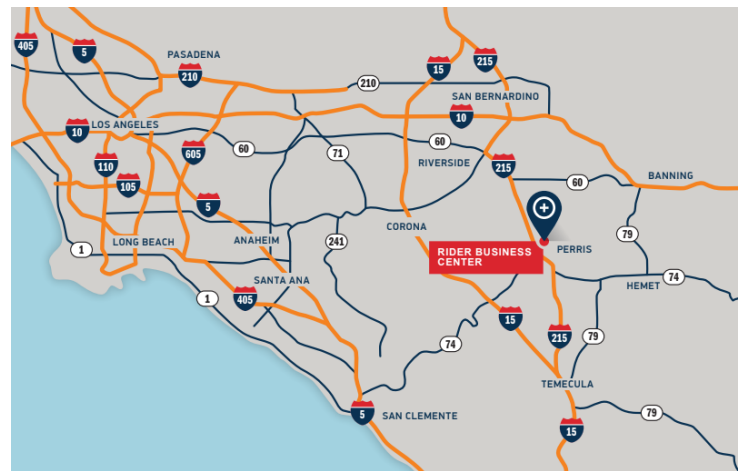 405
5
PASADENA
210
15
215
210
SAN BERNARDINO
10
LOS ANGELES
10
60
71
60
605
110
105
RIVERSIDE
215
60
BANNING
5
CORONA
79
1
LONG BEACH
ANAHEIM
241
RIDER BUSINESS
CENTER
PERRIS
SANTA ANA
HEMET
74
405
1
15
215
79
74
TEMECULA
5
SAN CLEMENTE
79
15